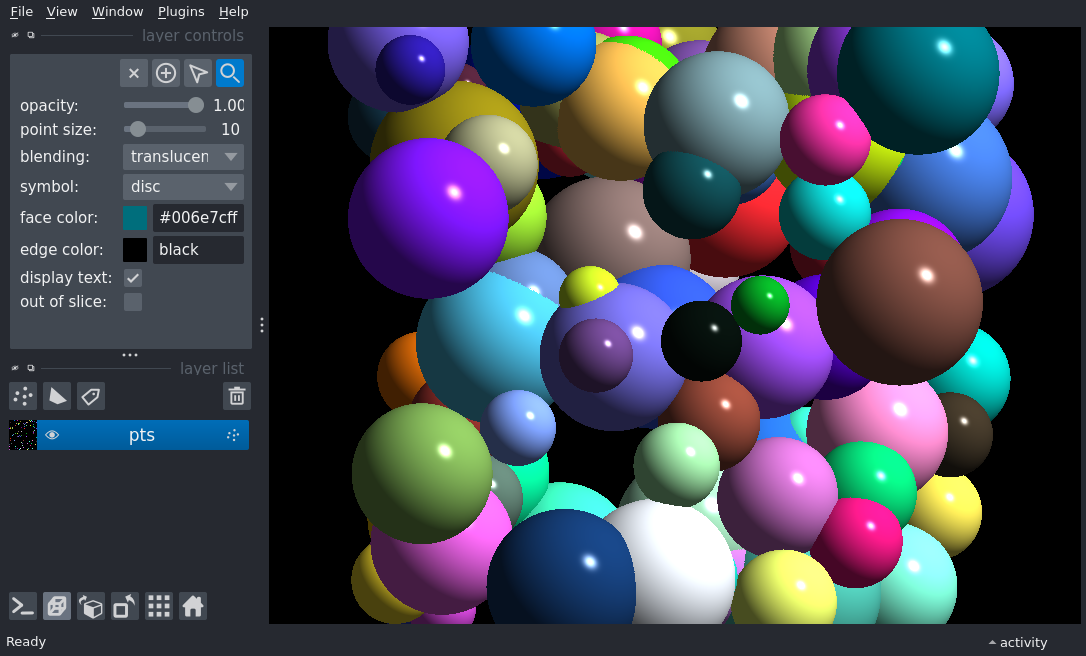 File View Window Plugins Help
layer controls
opacity: 1.00
point size: 10
blending: translucen
symbol: disc
face color: #006e7cff
edge color: black
display text:
out of slice:
layer list
pts
Ready
activity